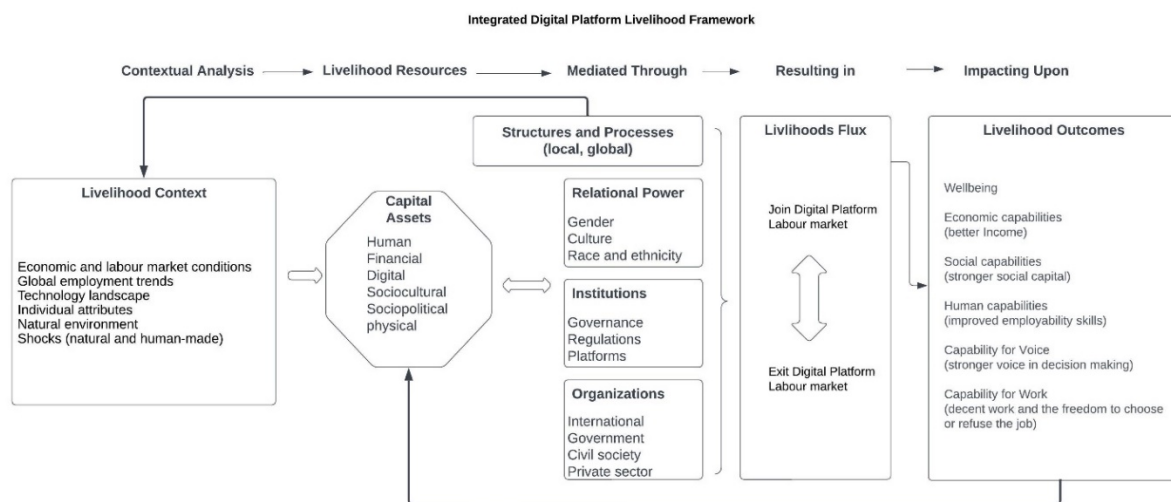 Integrated Digital Platform Livelihood Framework
Contextual Analysis
Livelihood Resources
Mediated Through
Resulting in
Impacting Upon
Structures and Processes
(local, global)
Livelihood Context
Economic and labour market conditions
Global employment trends
Technology landscape
Individual attributes
Natural environment
Shocks (natural and human-made)
Capital
Assets
Human
Financial
Digital
Sociocultural
Sociopolitical
physical
Relational Power
Gender
Culture
Race and ethnicity
Institutions
Governance
Regulations
Platforms
Organizations
International
Government
Civil society
Private sector
Livlihoods Flux
Join Digital Platform
Labour market
Exit Digital Platform
Labour market
Livelihood Outcomes
Wellbeing
Economic capabilities
(better Income)
Social capabilities
(stronger social capital)
Human capabilities
(improved employability skills)
Capability for Voice
(stronger voice in decision making)
Capability for Work
(decent work and the freedom to choose
or refuse the job)